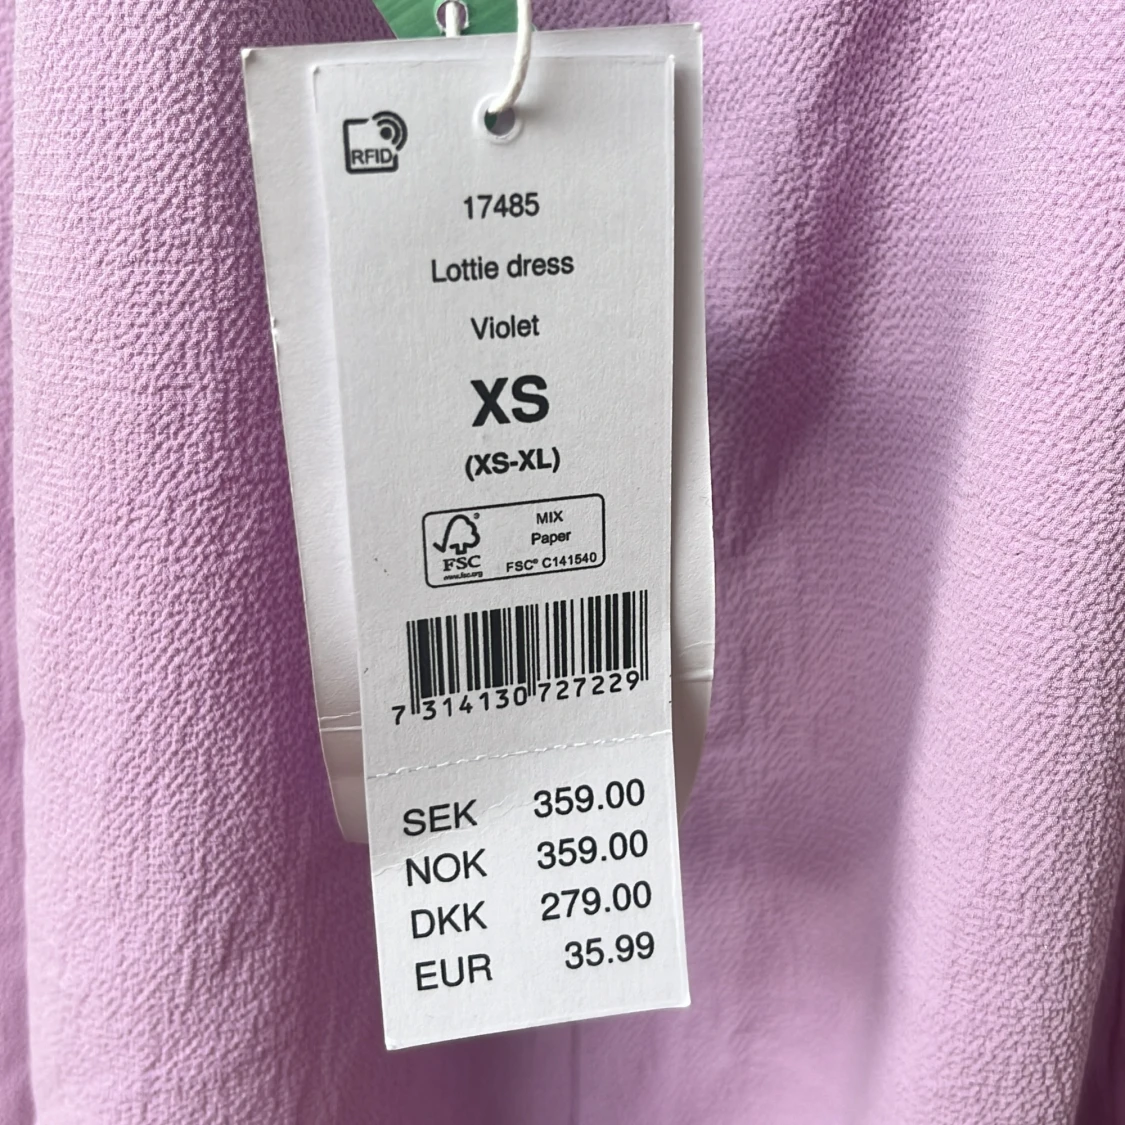 RFID
17485
Lottie dress
Violet
XS
(XS-XL)
MIX
Paper
FSC® C141540
FSC
www.fsc.org
7 314130 727229
SEK 359.00
NOK 359.00
DKK 279.00
EUR 35.99